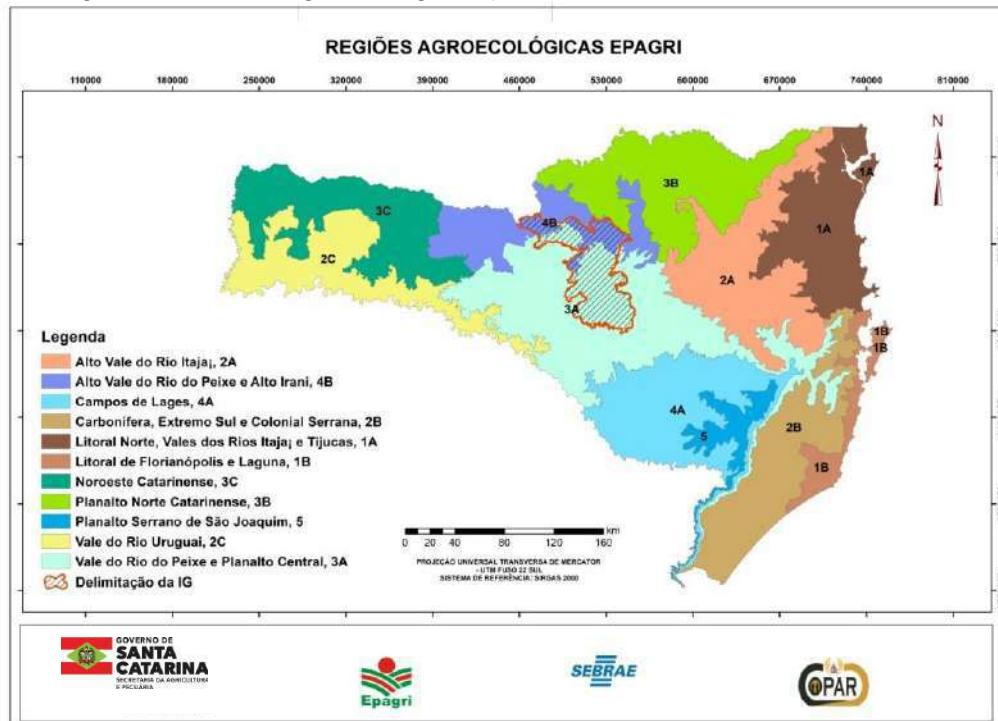 REGIÕES AGROECOLÓGICAS EPAGRI
110000 180000 250000 320000 390000 460000 530000 600000 670000 740000 810000
N
3B
1A
3C
4B
1A
2C
2A
3A
1B
1B
4A
5
2B
1B
Legenda
Alto Vale do Rio Itaja¡, 2A
Alto Vale do Rio do Peixe e Alto Irani, 4B
Campos de Lages, 4A
Carbonífera, Extremo Sul e Colonial Serrana, 2B
Litoral Norte, Vales dos Rios Itaja¡ e Tijucas, 1A
Litoral de Florianópolis e Laguna, 1B
Noroeste Catarinense, 3C
Planalto Norte Catarinense, 3B
Planalto Serrano de São Joaquim, 5
Vale do Rio Uruguai, 2C
Vale do Rio do Peixe e Planalto Central, 3A
Delimitação da IG
km
0 20 40 80 120 160
PROJEÇÃO UNIVERSAL TRANSVERSA DE MERCATOR
- UTM FUSO 22 SUL
SISTEMA DE REFERÊNCIA: SIRGAS 2000
GOVERNO DE
SANTA
CATARINA
SECRETARIA DA AGRICULTURA
E PECUÁRIA
Epagri
SEBRAE
OPAR